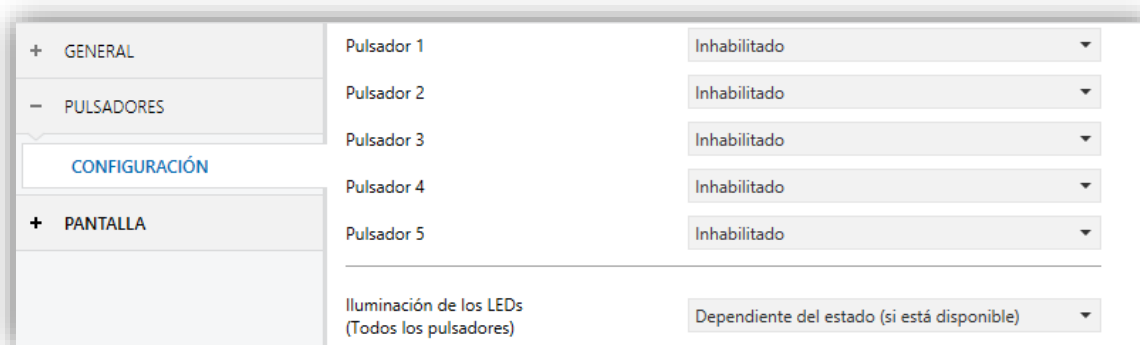 + GENERAL
− PULSADORES
CONFIGURACIÓN
+ PANTALLA
Pulsador 1 Inhabilitado
Pulsador 2 Inhabilitado
Pulsador 3 Inhabilitado
Pulsador 4 Inhabilitado
Pulsador 5 Inhabilitado
Iluminación de los LEDs
(Todos los pulsadores)
Dependiente del estado (si está disponible)